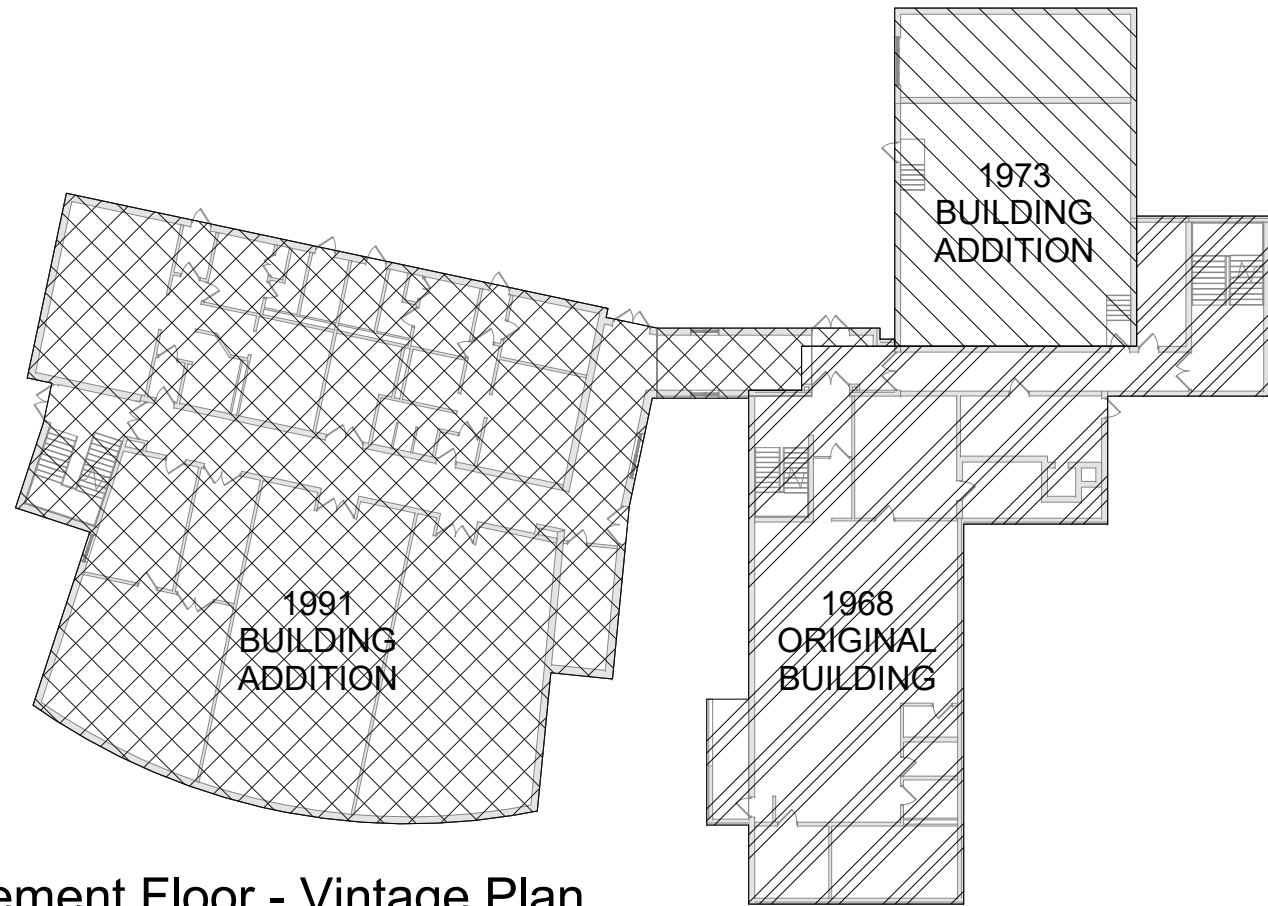 1973
BUILDING
ADDITION
1991
BUILDING
ADDITION
1968
ORIGINAL
BUILDING
ement Floor - Vintage Plan